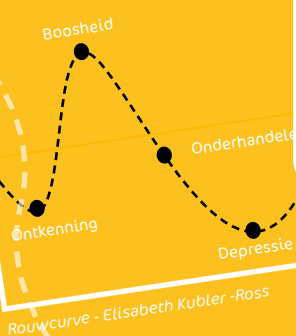 Boosheid
Onderhandele
Ontkenning
Depressie
Rouwcurve - Elisabeth Kubler -Ross